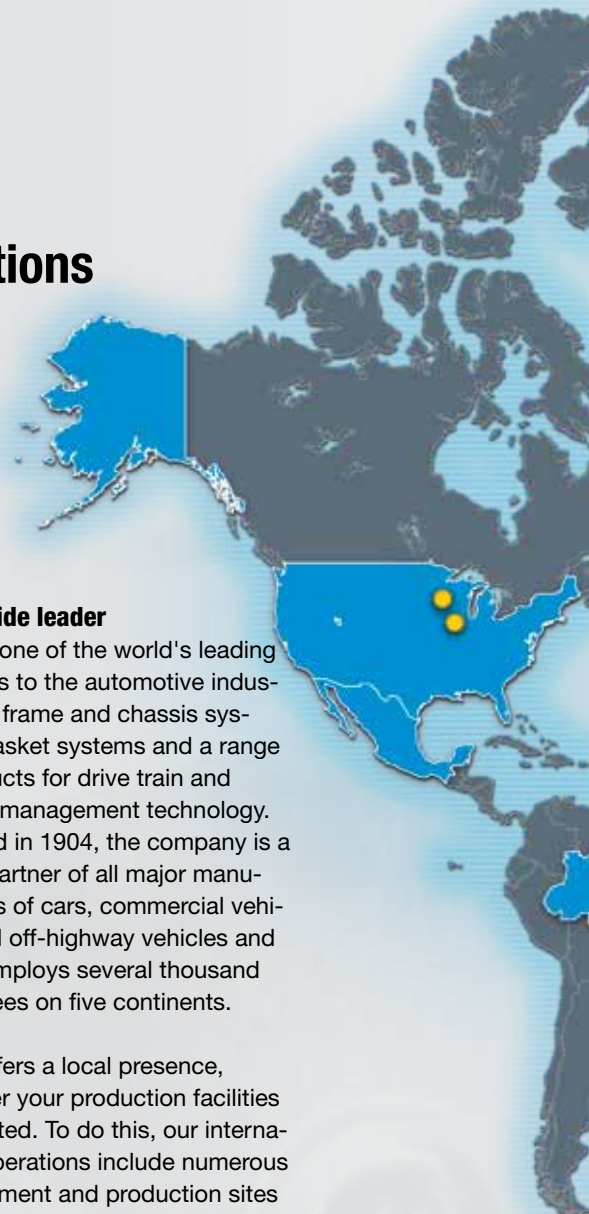 tions
ide leader
one of the world's leading
s to the automotive indus-
frame and chassis sys-
asket systems and a range
ucts for drive train and
management technology.
d in 1904, the company is a
artner of all major manu-
s of cars, commercial vehi-
l off-highway vehicles and
mploys several thousand
ees on five continents.
fers a local presence,
er your production facilities
ted. To do this, our interna-
perations include numerous
ment and production sites